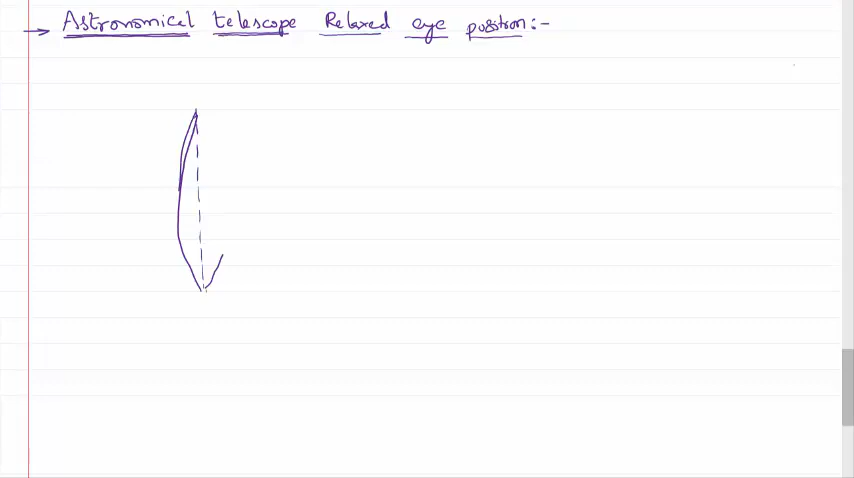 → Astronomical telescope Relaxed eye position:-